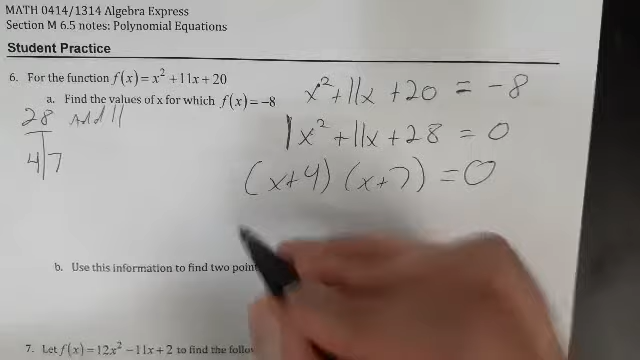 MATH 0414/1314 Algebra Express
Section M 6.5 notes: Polynomial Equations
Student Practice
6. For the function f(x) = x² + 11x + 20
a. Find the values of x for which f(x) = −8
x² + 11x + 20 = −8
28 Add 11
1x² + 11x + 28 = 0
4 | 7
(x+4) (x+7) = 0
b. Use this information to find two
7. Let f(x) = 12x² − 11x + 2 to find the